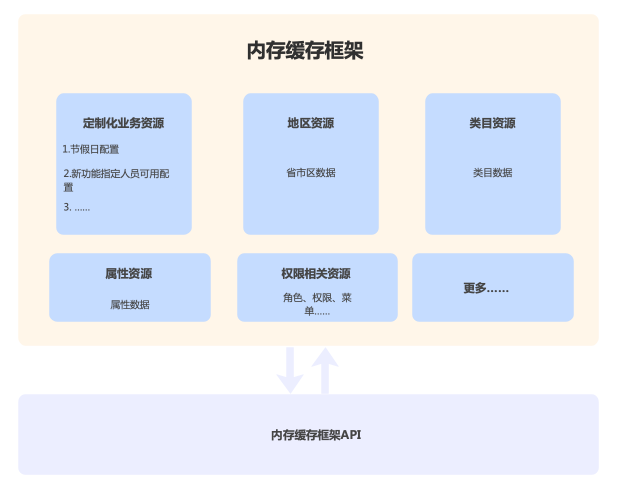 内存缓存框架
定制化业务资源
1.节假日配置
2.新功能指定人员可用配
置
3. ......
地区资源
省市区数据
类目资源
类目数据
属性资源
属性数据
权限相关资源
角色、权限、菜
单......
更多......
内存缓存框架API